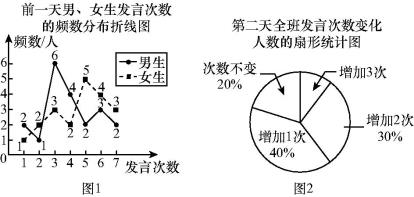 前一天男、女生发言次数
的频数分布折线图
频数/人
6
5
4
3
2
1
男生
女生
2 1 6 4 2 3 2
1 2 3 2 5 4 3
1 2 3 4 5 6 7
发言次数
图1
第二天全班发言次数变化
人数的扇形统计图
次数不变
20%
增加3次
增加2次
30%
增加1次
40%
图2